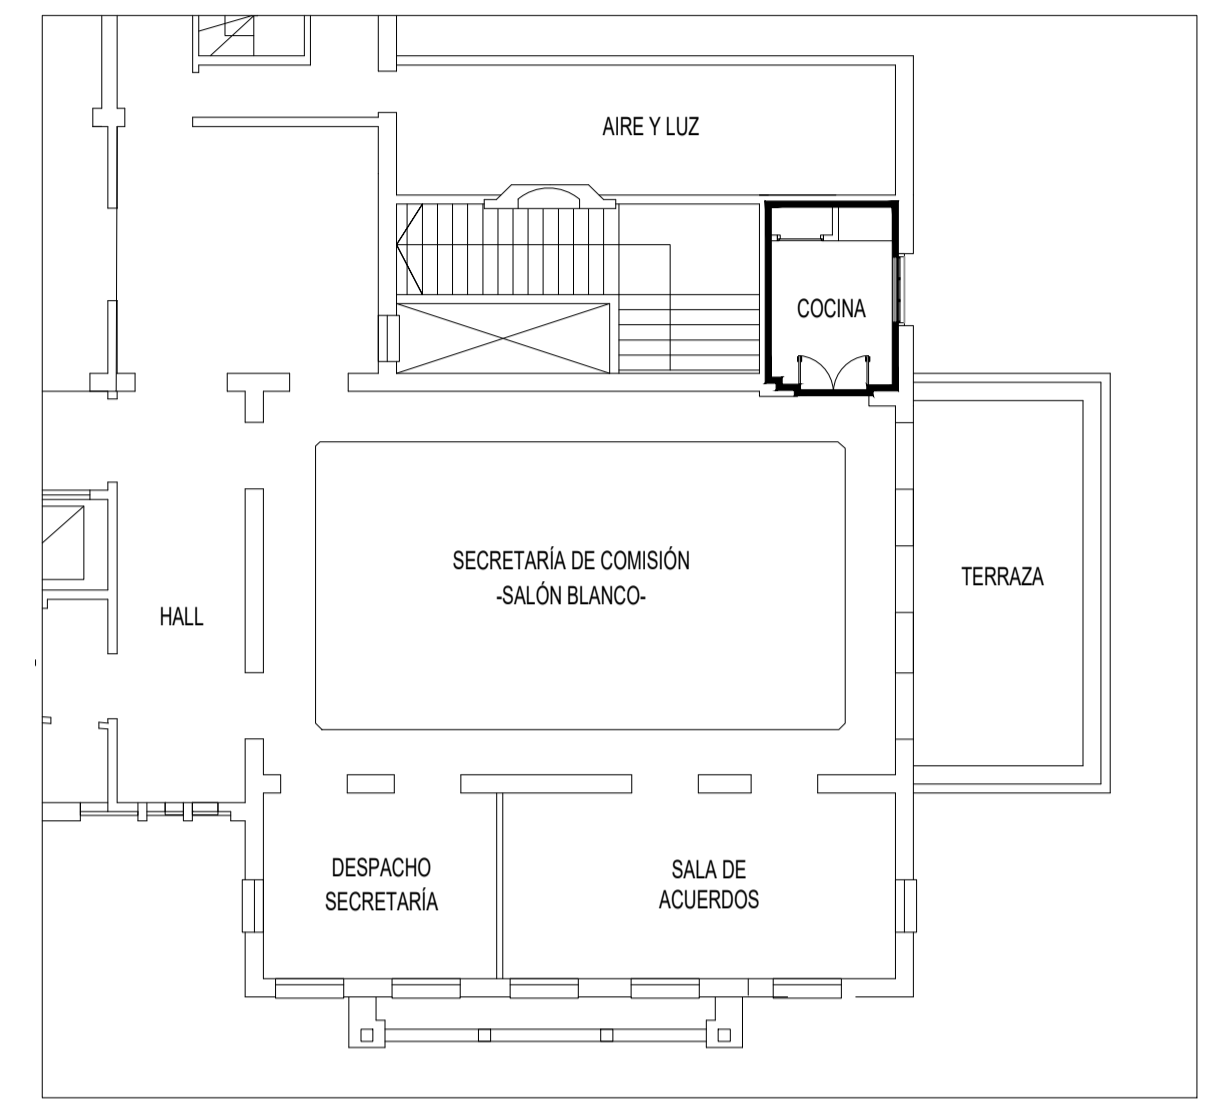 AIRE Y LUZ
COCINA
SECRETARÍA DE COMISIÓN
-SALÓN BLANCO-
TERRAZA
HALL
DESPACHO
SECRETARÍA
SALA DE
ACUERDOS